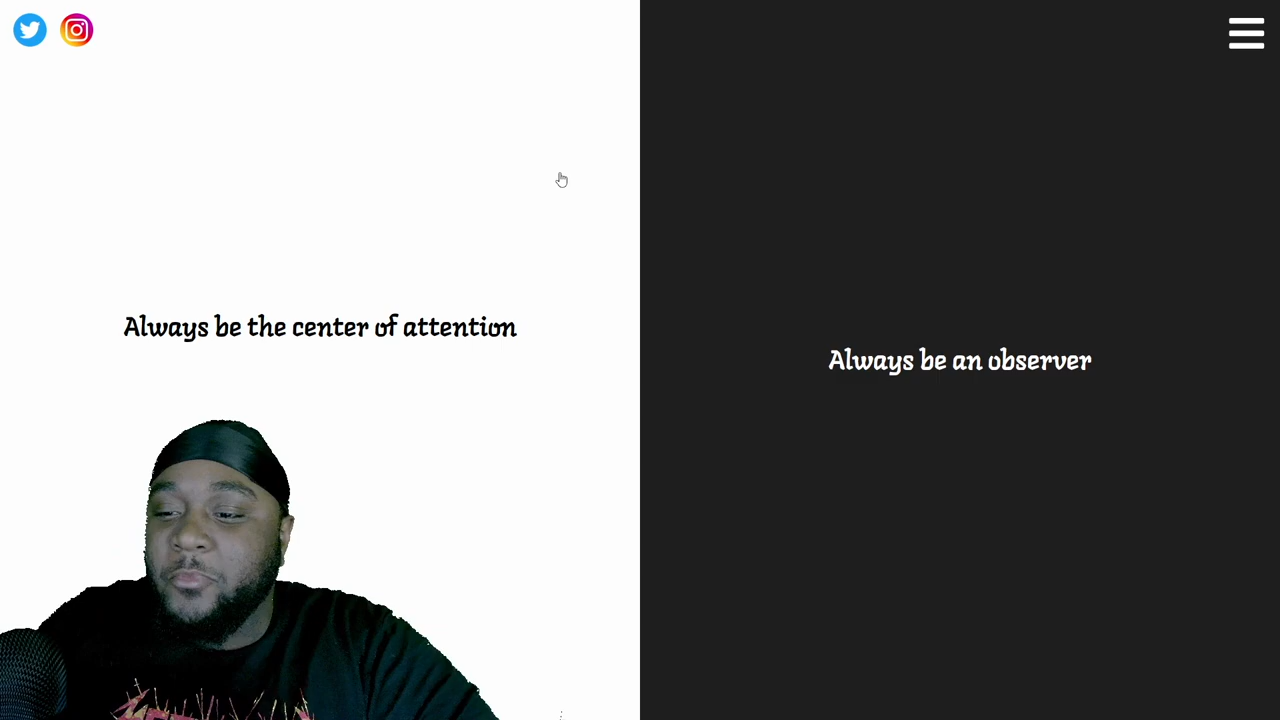 Always be the center of attention
Always be an observer